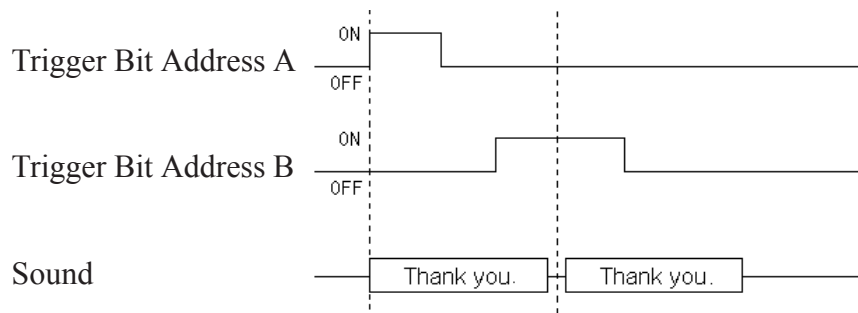 ON
Trigger Bit Address A
OFF
ON
Trigger Bit Address B
OFF
Sound
Thank you.
Thank you.